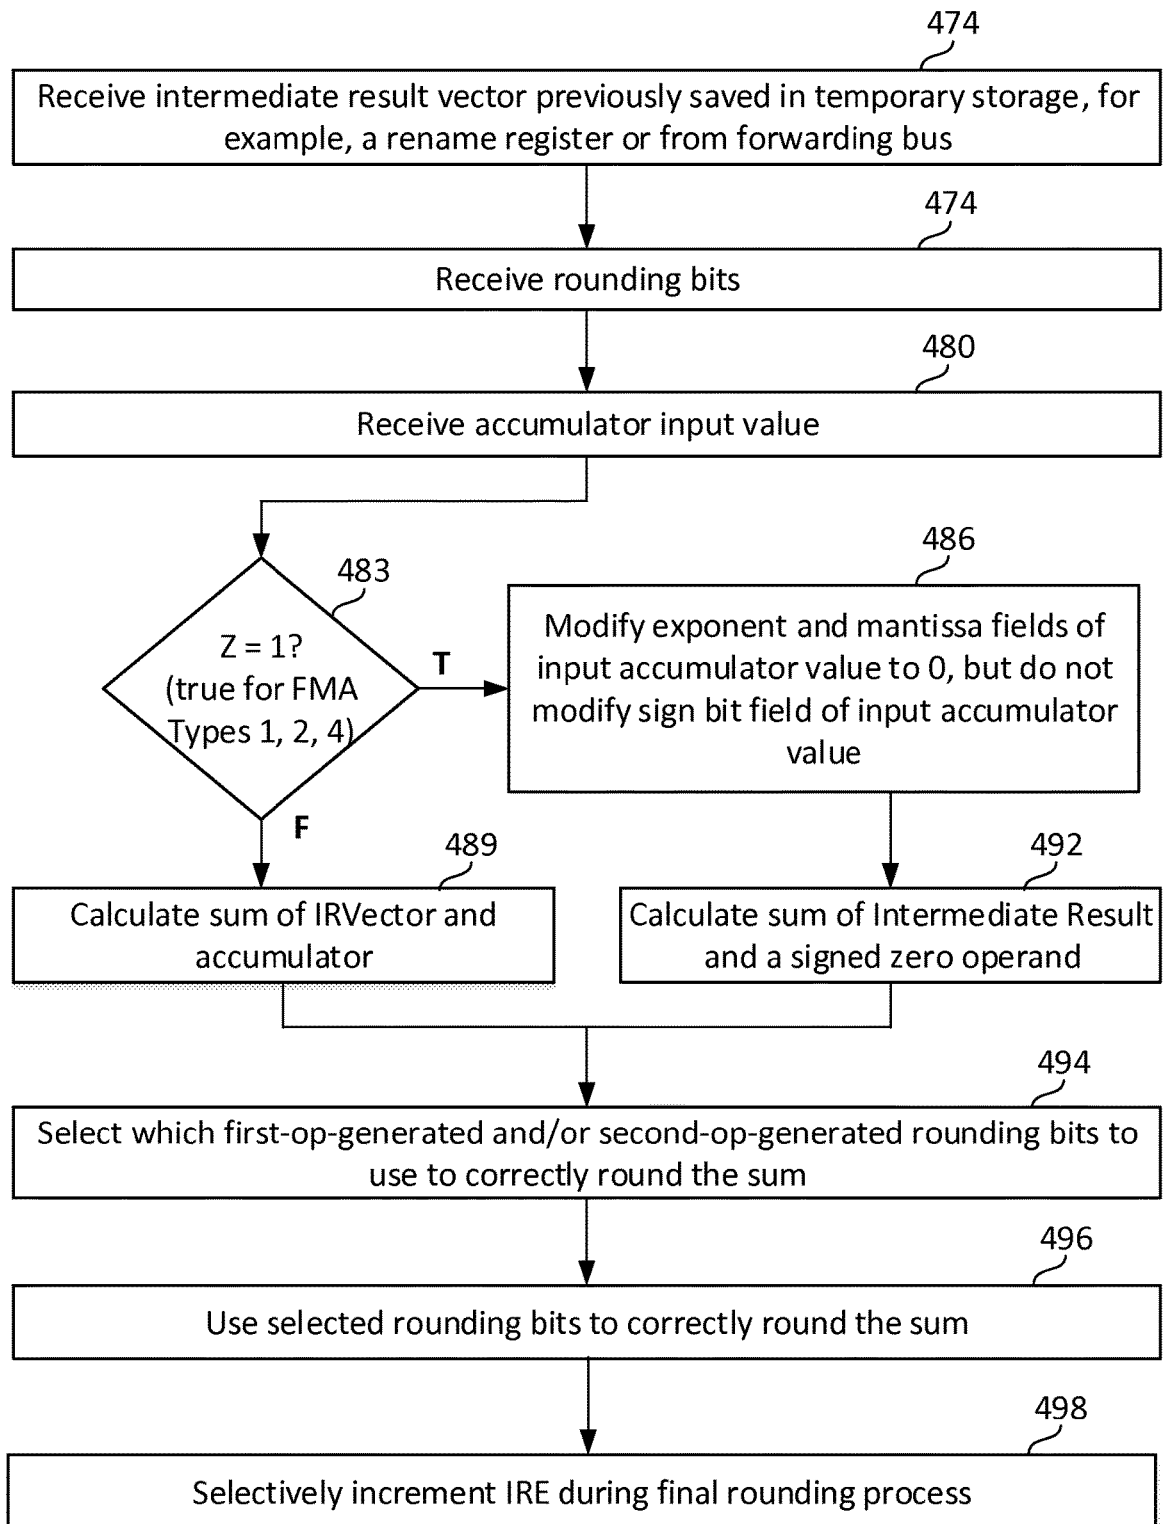 474
Receive intermediate result vector previously saved in temporary storage, for
example, a rename register or from forwarding bus
474
Receive rounding bits
480
Receive accumulator input value
483
Z = 1?
(true for FMA
Types 1, 2, 4)
T
486
Modify exponent and mantissa fields of
input accumulator value to 0, but do not
modify sign bit field of input accumulator
value
F
489
Calculate sum of IRVector and
accumulator
492
Calculate sum of Intermediate Result
and a signed zero operand
494
Select which first-op-generated and/or second-op-generated rounding bits to
use to correctly round the sum
496
Use selected rounding bits to correctly round the sum
498
Selectively increment IRE during final rounding process